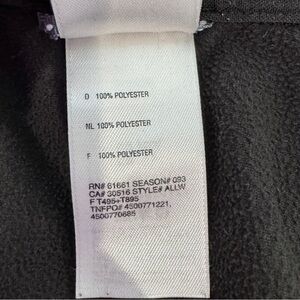 D 100% POLYESTER
NL 100% POLYESTER
F 100% POLYESTER
RN# 61661 SEASON# 093
CA# 30516 STYLE# ALLW
F T495+T895
TNFPO# 4500771221,
4500770685